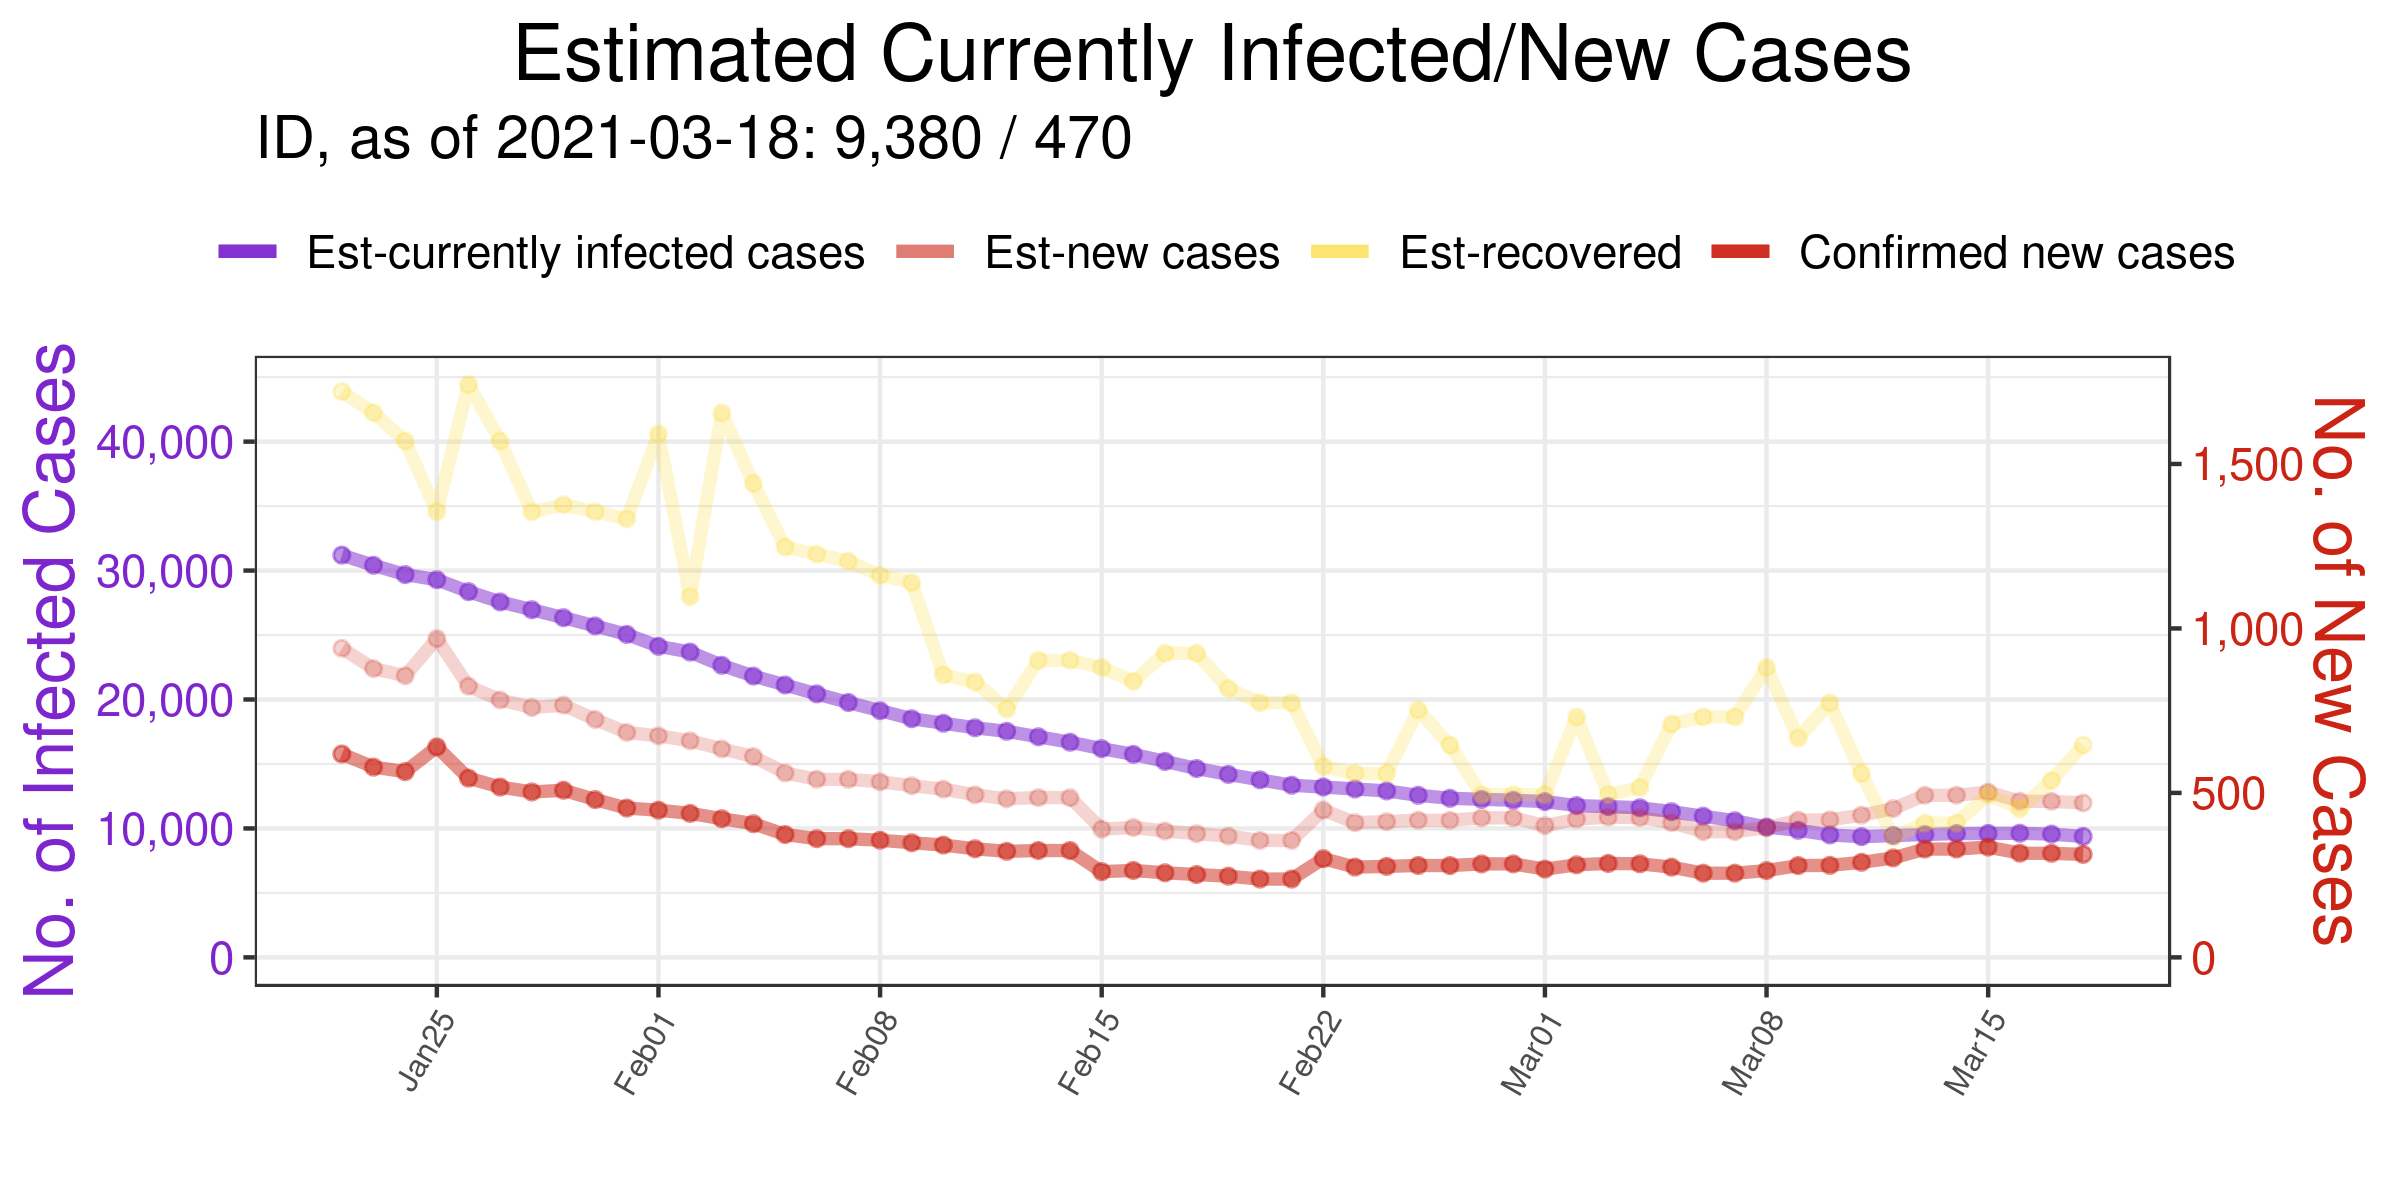 Estimated Currently Infected/New Cases
ID, as of 2021-03-18: 9,380 / 470
Est-currently infected cases Est-new cases Est-recovered Confirmed new cases
No. of Infected Cases
40,000
30,000
20,000
10,000
0
1,500
1,000
500
0
No. of New Cases
Jan25 Feb01 Feb08 Feb15 Feb22 Mar01 Mar08 Mar15